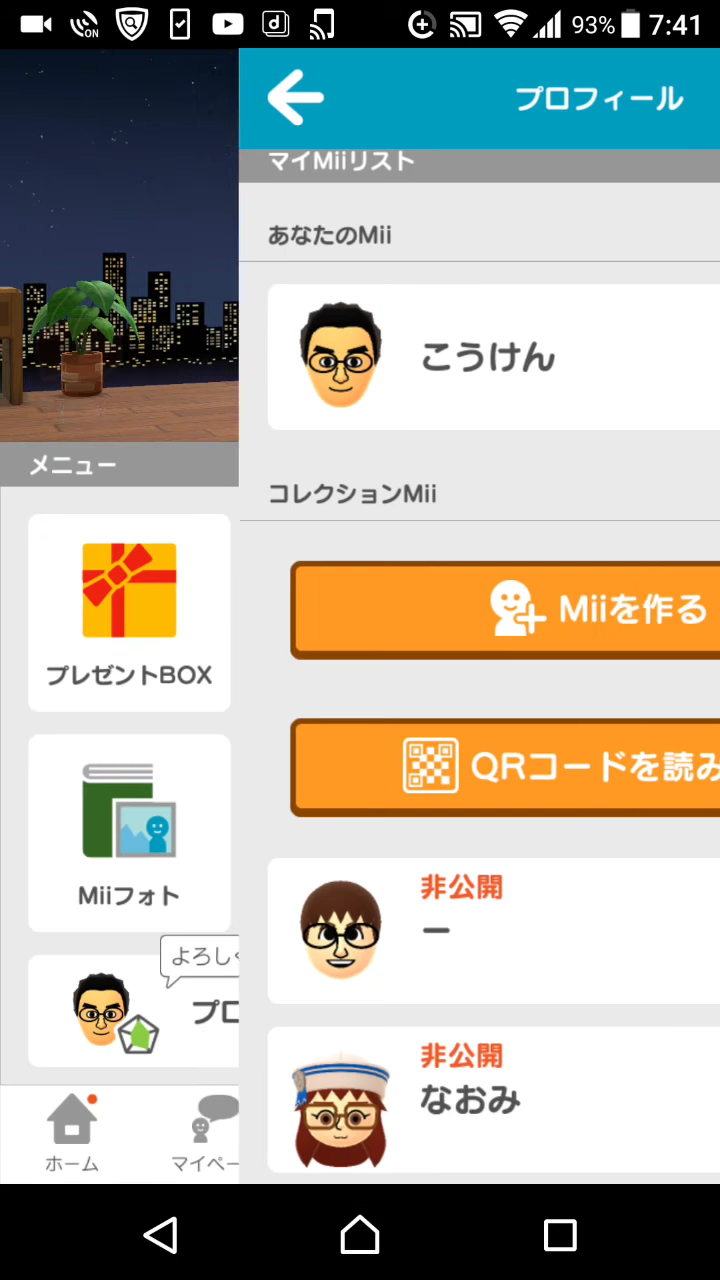 ON
93%
7:41
プロフィール
マイMiiリスト
あなたのMii
こうけん
コレクションMii
Miiを作る
QRコードを読み
非公開
ー
非公開
なおみ
メニュー
プレゼントBOX
Miiフォト
よろしく
プロ
ホーム
マイペー